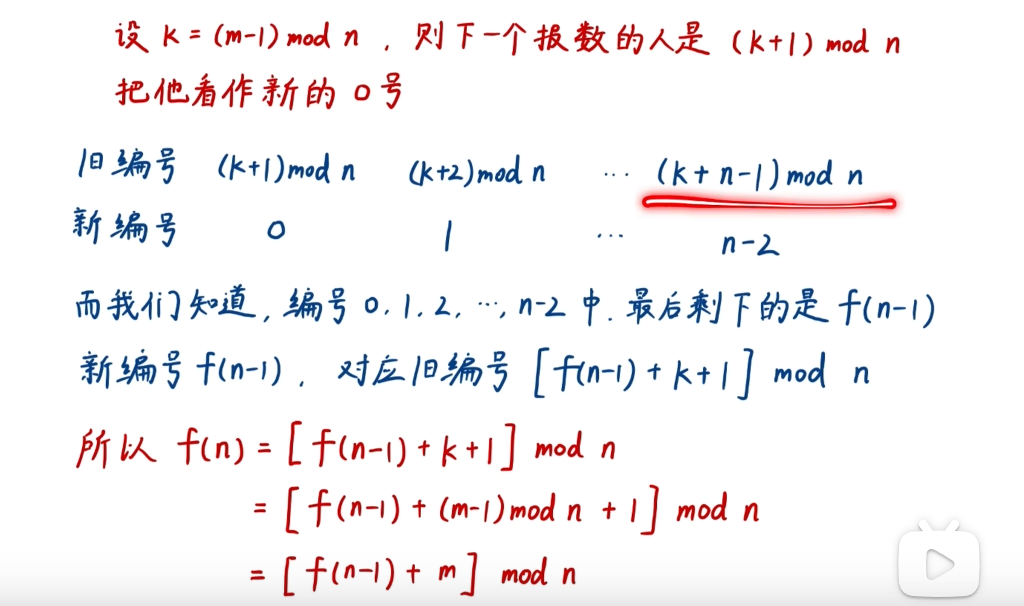 设 k = (m-1) mod n , 则下一个报数的人是 (k+1) mod n
把他看作新的 0号
旧编号 (k+1)mod n (k+2)mod n ... (k+n-1)mod n
新编号 0 1 ... n-2
而我们知道, 编号 0, 1, 2, ..., n-2 中. 最后剩下的是 f(n-1)
新编号 f(n-1), 对应旧编号 [f(n-1)+k+1] mod n
所以 f(n) = [f(n-1)+k+1] mod n
= [f(n-1)+(m-1)mod n +1] mod n
= [f(n-1)+m] mod n